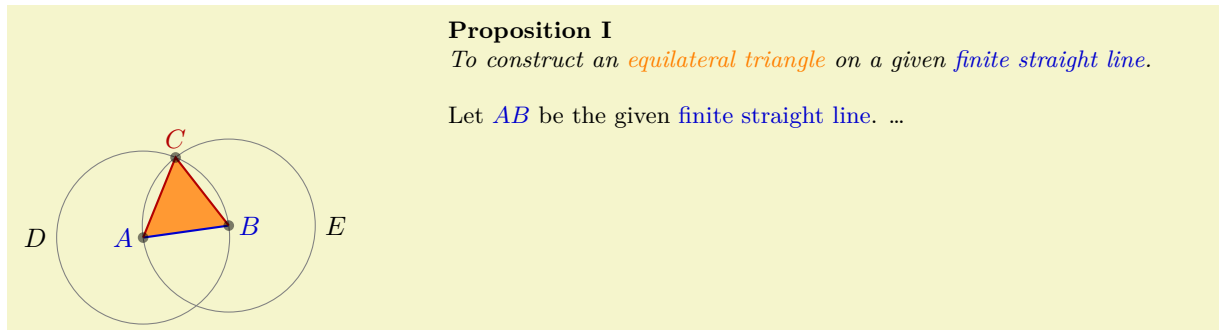 Proposition I
To construct an equilateral triangle on a given finite straight line.
Let AB be the given finite straight line. …
C
D
A
B
E